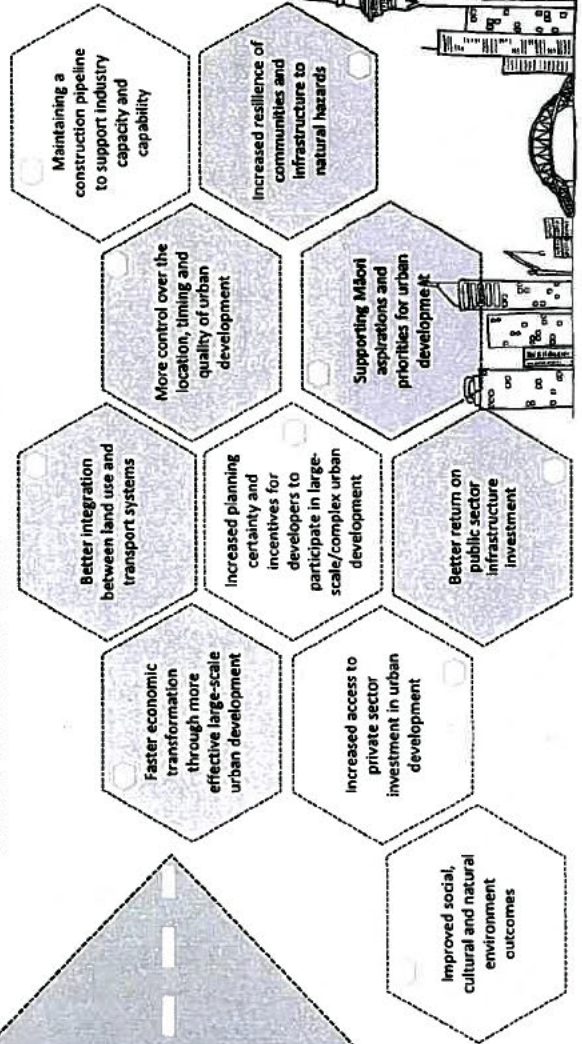 Better integration
between land use and
transport systems
Maintaining a
construction pipeline
to support industry
capacity and
capability
Faster economic
transformation
through more
effective large-scale
urban development
More control over the
location, timing and
quality of urban
development
Increased planning
certainty and
incentives for
developers to
participate in large-
scale/complex urban
development
Increased resilience of
communities and
infrastructure to
natural hazards
Increased access to
private sector
investment in urban
development
Supporting Māori
aspirations and
priorities for urban
development
Improved social,
cultural and natural
environment
outcomes
Better return on
public sector
infrastructure
investment